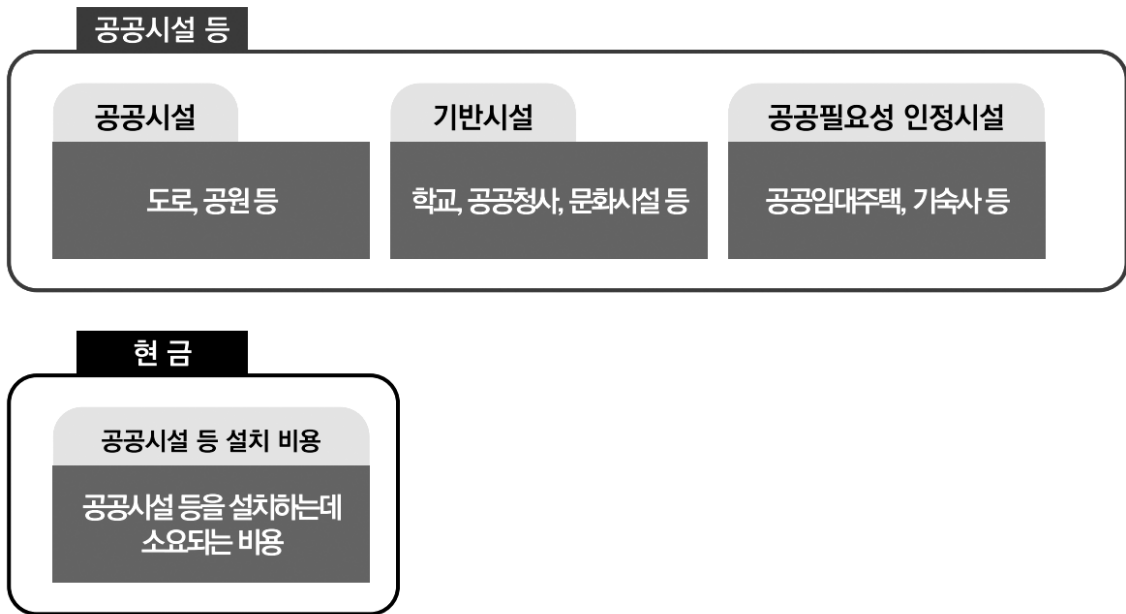 공공시설 등
공공시설
기반시설
공공필요성 인정시설
도로, 공원 등
학교, 공공청사, 문화시설 등
공공임대주택, 기숙사 등
현 금
공공시설 등 설치 비용
공공시설 등을 설치하는데
소요되는 비용